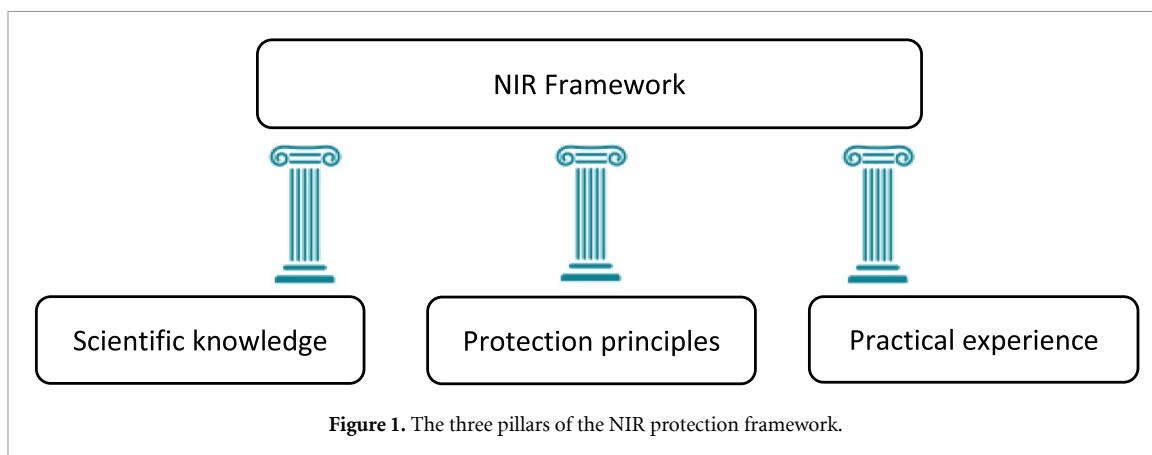 NIR Framework
Scientific knowledge
Protection principles
Practical experience
Figure 1. The three pillars of the NIR protection framework.